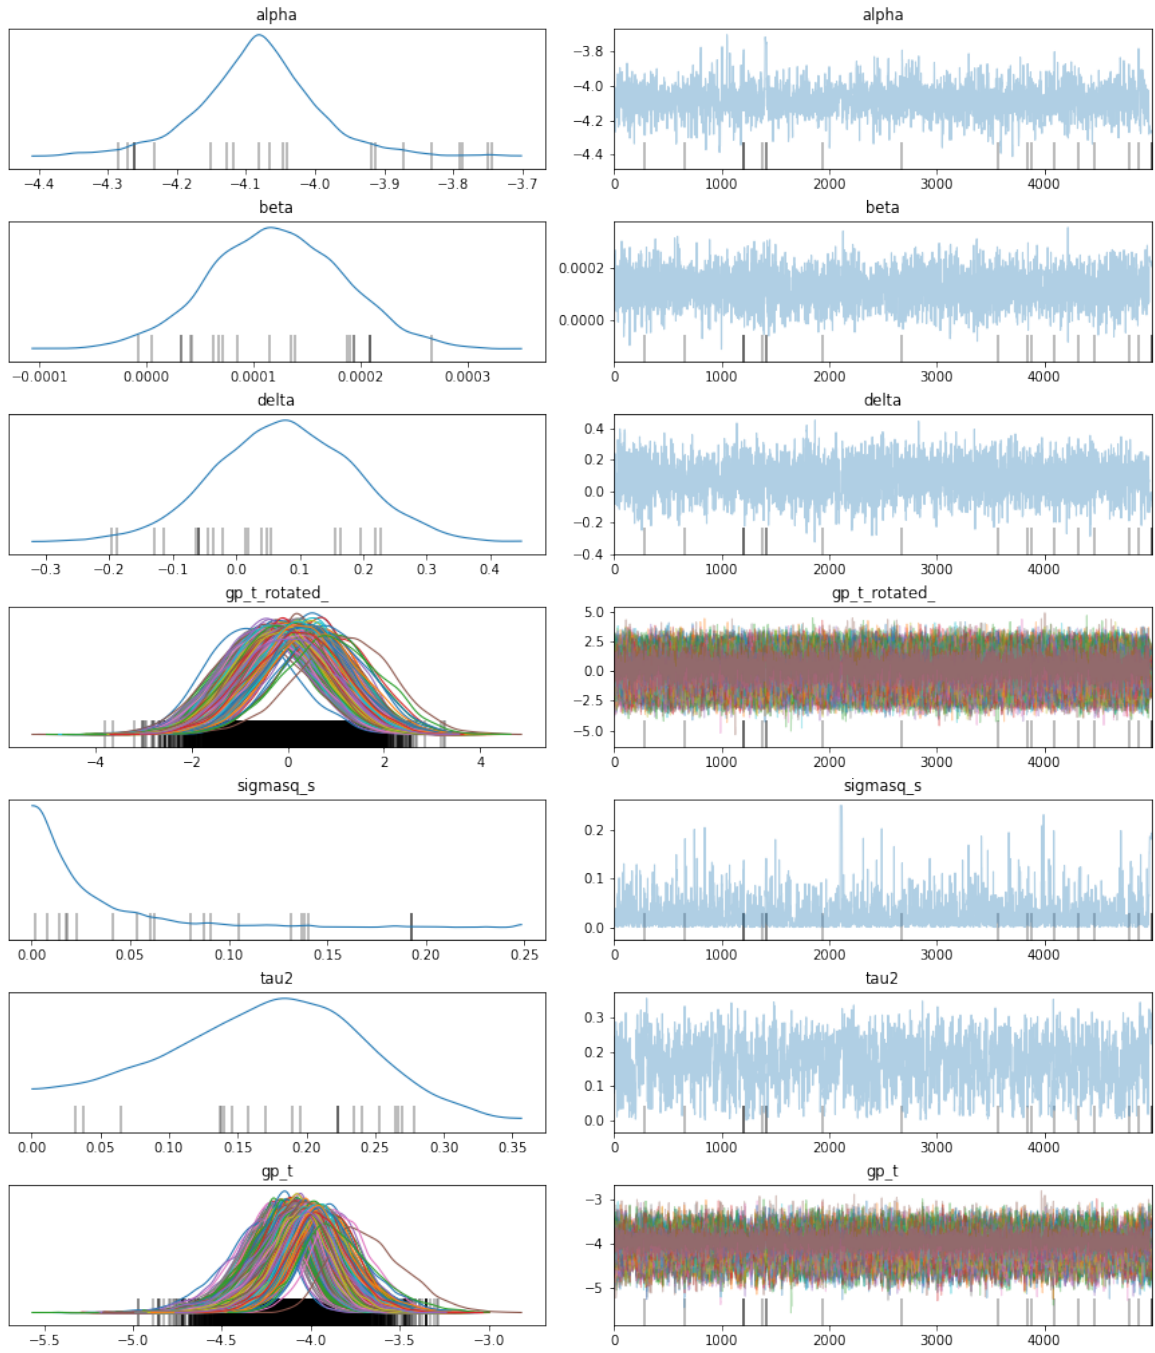 alpha
alpha
−4.4 −4.3 −4.2 −4.1 −4.0 −3.9 −3.8 −3.7
−3.8
−4.0
−4.2
−4.4
0 1000 2000 3000 4000
beta
beta
−0.0001 0.0000 0.0001 0.0002 0.0003
0.0002
0.0000
0 1000 2000 3000 4000
delta
delta
−0.3 −0.2 −0.1 0.0 0.1 0.2 0.3 0.4
0.4
0.2
0.0
−0.2
−0.4
0 1000 2000 3000 4000
gp_t_rotated_
gp_t_rotated_
−4 −2 0 2 4
5.0
2.5
0.0
−2.5
−5.0
0 1000 2000 3000 4000
sigmasq_s
sigmasq_s
0.00 0.05 0.10 0.15 0.20 0.25
0.2
0.1
0.0
0 1000 2000 3000 4000
tau2
tau2
0.00 0.05 0.10 0.15 0.20 0.25 0.30 0.35
0.3
0.2
0.1
0.0
0 1000 2000 3000 4000
gp_t
gp_t
−5.5 −5.0 −4.5 −4.0 −3.5 −3.0
−3
−4
−5
0 1000 2000 3000 4000